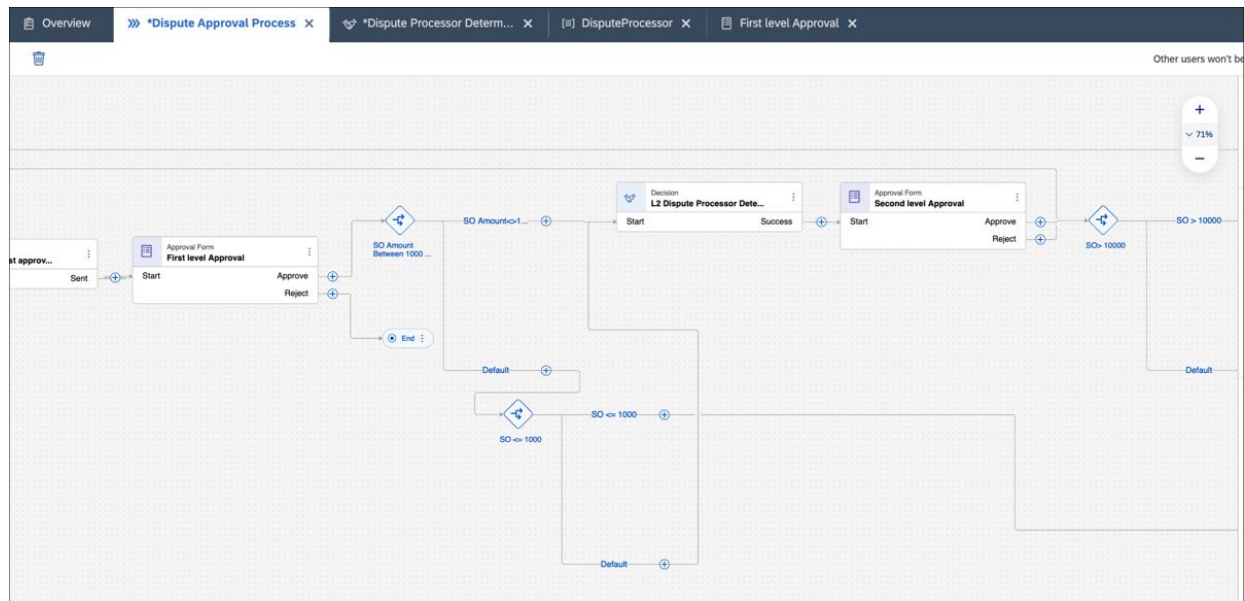 Overview
*Dispute Approval Process
*Dispute Processor Determ...
DisputeProcessor
First level Approval
Other users won't be
71%
st approv...
Sent
Approval Form
First level Approval
Start
Approve
Reject
SO Amount
Between 1000 ...
End
SO Amount<>1...
Default
SO <= 1000
SO <= 1000
Default
Decision
L2 Dispute Processor Dete...
Start
Success
Approval Form
Second level Approval
Start
Approve
Reject
SO> 10000
SO > 10000
Default